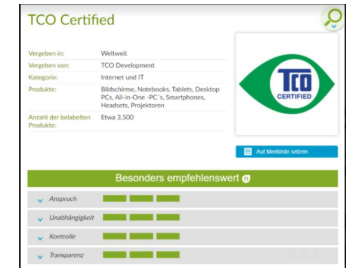 TCO Certified
Vergeben in: Weltweit
Vergeben von: TCO Development
Kategorie: Internet und IT
Produkte: Bildschirme, Notebooks, Tablets, Desktop
PCs, All-in-One -PC´s, Smartphones,
Headsets, Projektoren
Anzahl der gelabelten Etwa 3.500
Produkte:
TCO
CERTIFIED
Auf Merkliste setzen
Besonders empfehlenswert
Anspruch
Unabhängigkeit
Kontrolle
Transparenz